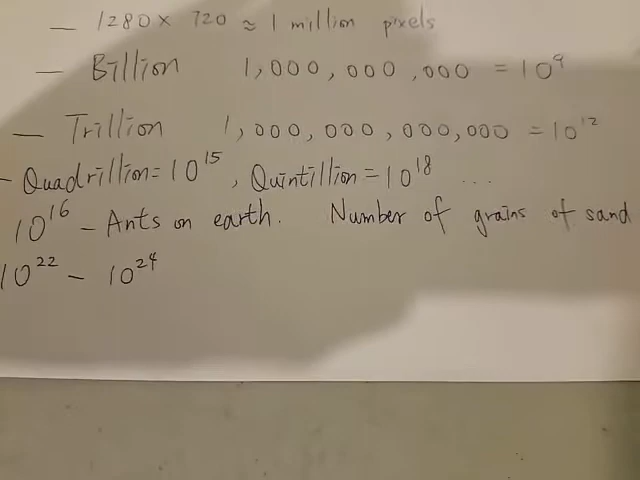 — 1280 × 720 ≈ 1 million pixels
— Billion 1,000,000,000 = 10⁹
— Trillion 1,000,000,000,000 = 10¹²
– Quadrillion = 10¹⁵, Quintillion = 10¹⁸ ...
10¹⁶ – Ants on earth. Number of grains of sand
10²² – 10²⁴